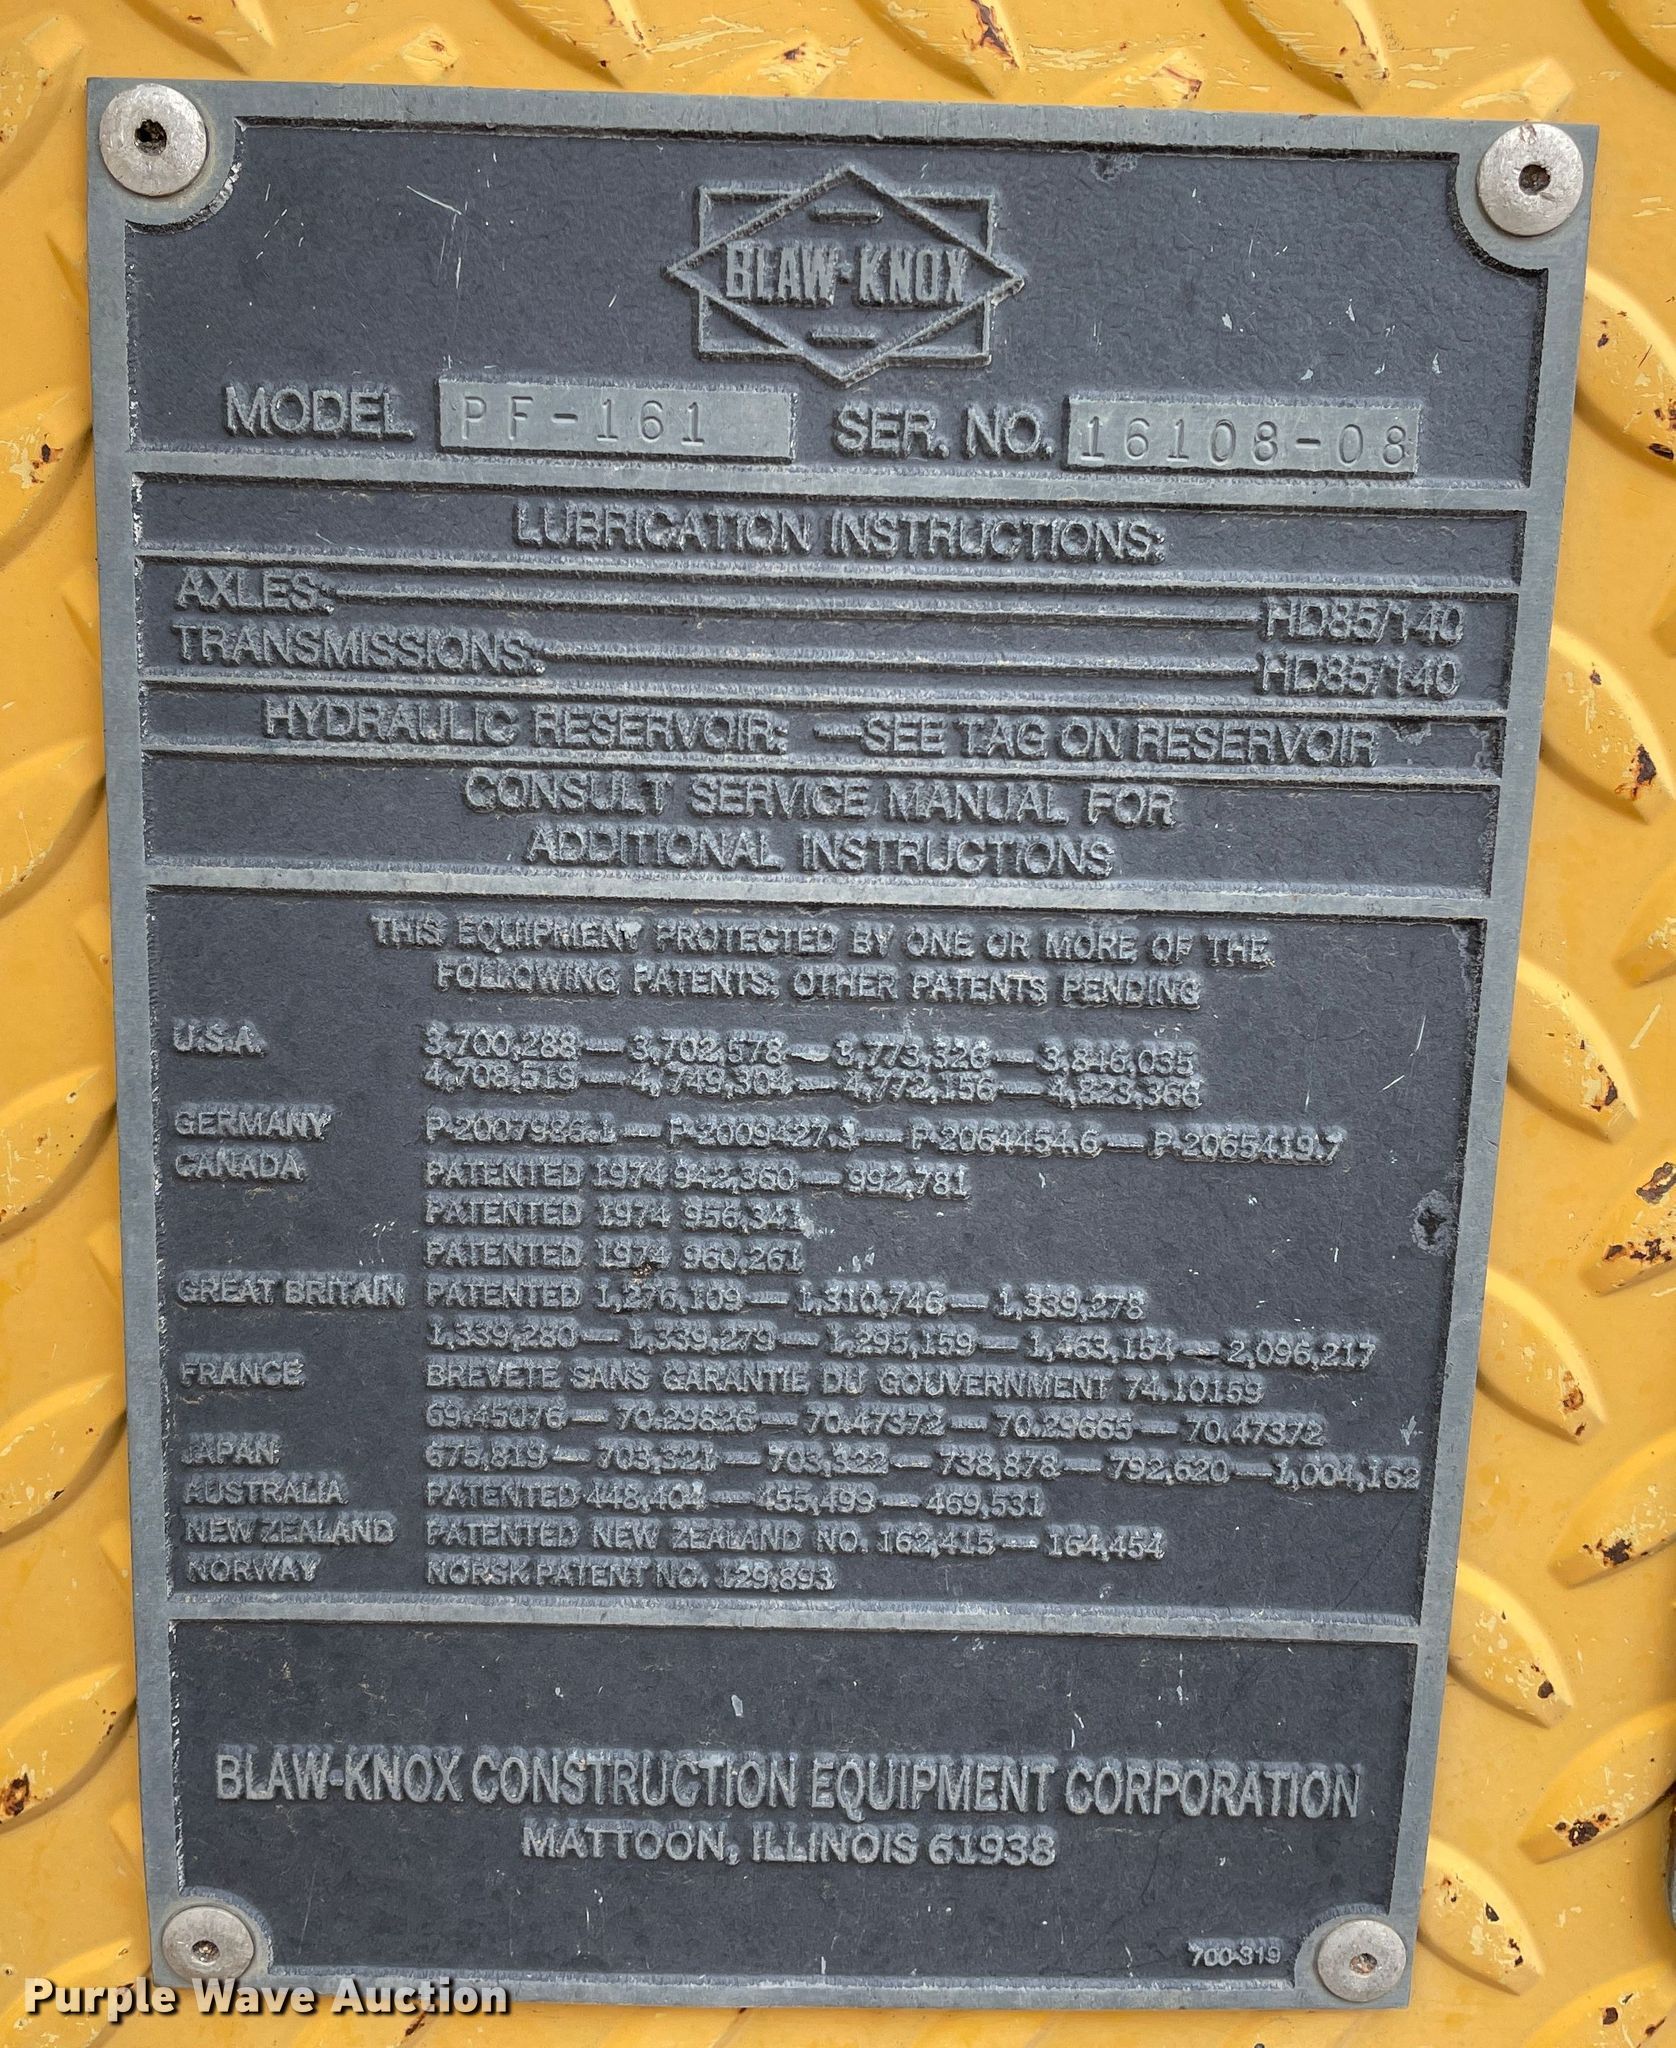 BLAW-KNOX
MODEL PF-161 SER. NO. 16108-08
LUBRICATION INSTRUCTIONS:
AXLES: HD85/140
TRANSMISSIONS: HD85/140
HYDRAULIC RESERVOIR: —SEE TAG ON RESERVOIR
CONSULT SERVICE MANUAL FOR
ADDITIONAL INSTRUCTIONS
THIS EQUIPMENT PROTECTED BY ONE OR MORE OF THE
FOLLOWING PATENTS; OTHER PATENTS PENDING
U.S.A. 3,700,288— 3,702,578— 3,773,326— 3,846,035
4,708,519— 4,749,304— 4,772,156— 4,823,366
GERMANY P-2007986.1— P-2009427.3— P-2064454.6— P-2065419.7
CANADA PATENTED 1974 942,360— 992,781
PATENTED 1974 956,341
PATENTED 1974 960,261
GREAT BRITAIN PATENTED 1,276,109— 1,310,746— 1,339,278
1,339,280— 1,339,279— 1,295,159— 1,463,154— 2,096,217
FRANCE BREVETE SANS GARANTIE DU GOUVERNMENT 74.10159
69.45076— 70.29826— 70.47372— 70.29665— 70.47372
JAPAN 675,819— 703,321— 703,322— 738,878— 792,620—1,004,162
AUSTRALIA PATENTED 448,404— 455,499— 469,531
NEW ZEALAND PATENTED NEW ZEALAND NO. 162,415— 164,454
NORWAY NORSK PATENT NO. 129,893
BLAW-KNOX CONSTRUCTION EQUIPMENT CORPORATION
MATTOON, ILLINOIS 61938
700-319
Purple Wave Auction